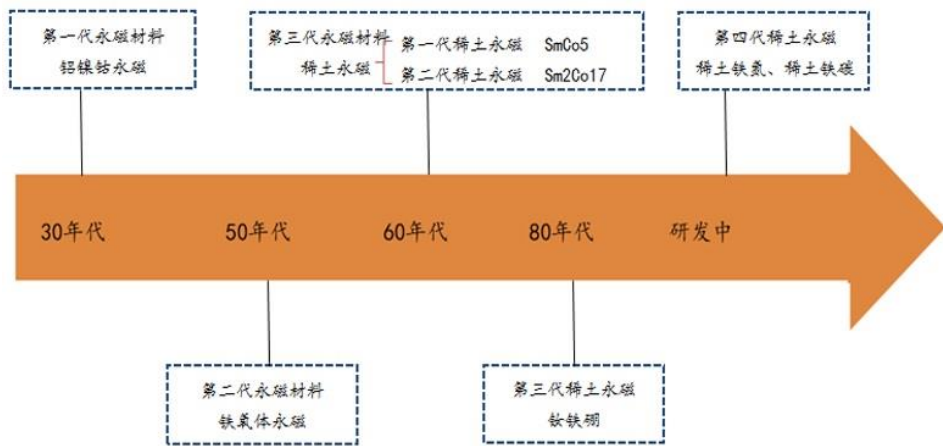 第一代永磁材料
铝镍钴永磁
第三代永磁材料
稀土永磁
第一代稀土永磁 SmCo5
第二代稀土永磁 Sm2Co17
第四代稀土永磁
稀土铁氮、稀土铁碳
30年代 50年代 60年代 80年代 研发中
第二代永磁材料
铁氧体永磁
第三代稀土永磁
钕铁硼